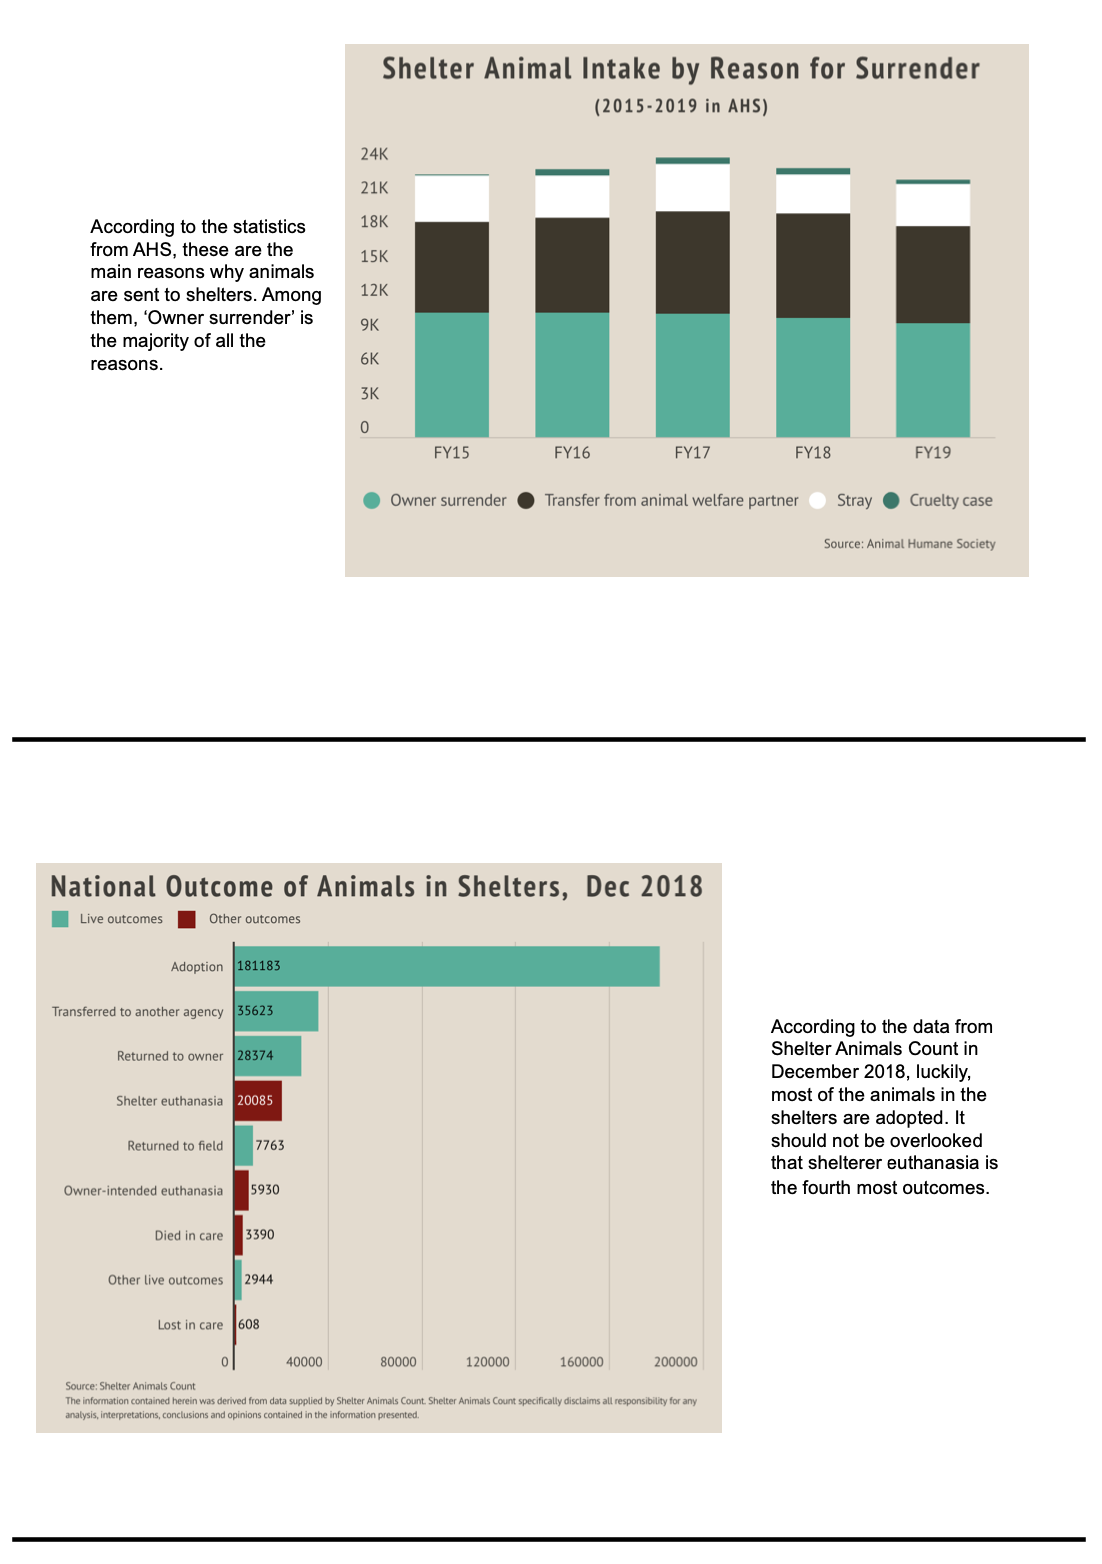 Shelter Animal Intake by Reason for Surrender
(2015-2019 in AHS)
According to the statistics
from AHS, these are the
main reasons why animals
are sent to shelters. Among
them, ‘Owner surrender’ is
the majority of all the
reasons.
24K
21K
18K
15K
12K
9K
6K
3K
0
FY15 FY16 FY17 FY18 FY19
Owner surrender Transfer from animal welfare partner Stray Cruelty case
Source: Animal Humane Society
National Outcome of Animals in Shelters, Dec 2018
Live outcomes Other outcomes
Adoption 181183
Transferred to another agency 35623
Returned to owner 28374
Shelter euthanasia 20085
Returned to field 7763
Owner-intended euthanasia 5930
Died in care 3390
Other live outcomes 2944
Lost in care 608
0 40000 80000 120000 160000 200000
Source: Shelter Animals Count
The information contained herein was derived from data supplied by Shelter Animals Count. Shelter Animals Count specifically disclaims all responsibility for any
analysis, interpretations, conclusions and opinions contained in the information presented.
According to the data from
Shelter Animals Count in
December 2018, luckily,
most of the animals in the
shelters are adopted. It
should not be overlooked
that shelterer euthanasia is
the fourth most outcomes.